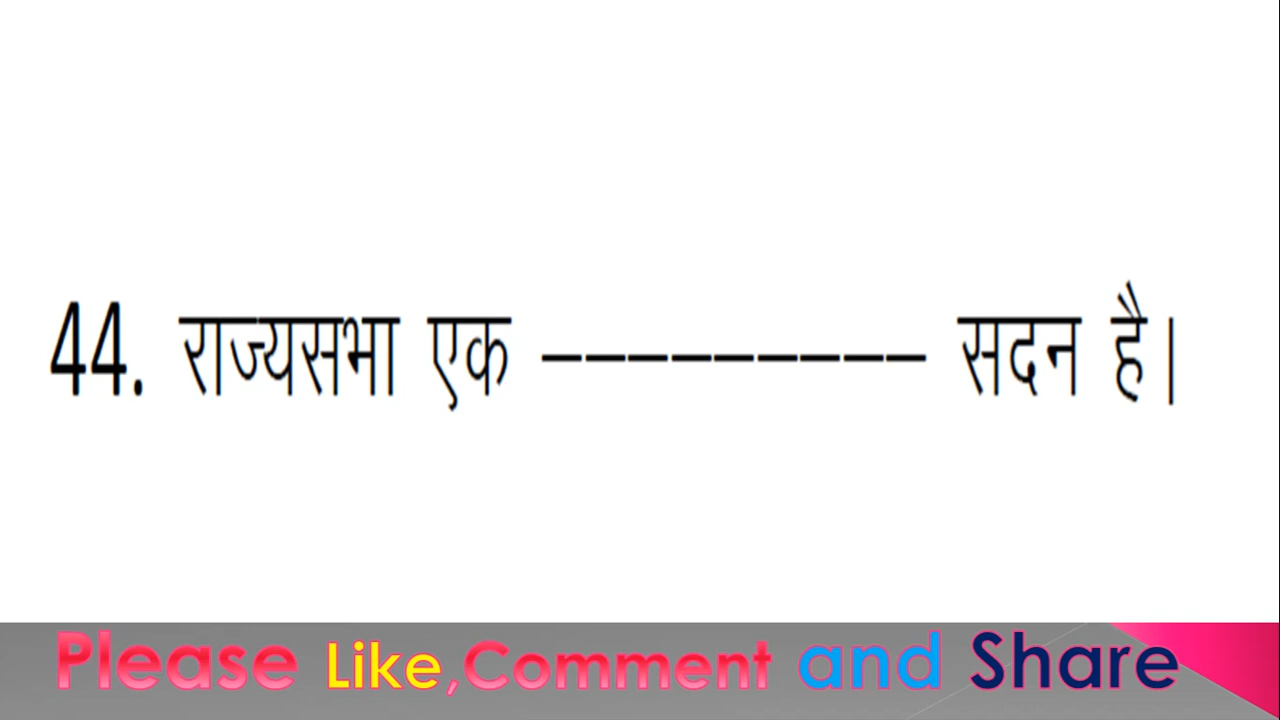 44. राज्यसभा एक --------- सदन है।
Please Like,Comment and Share